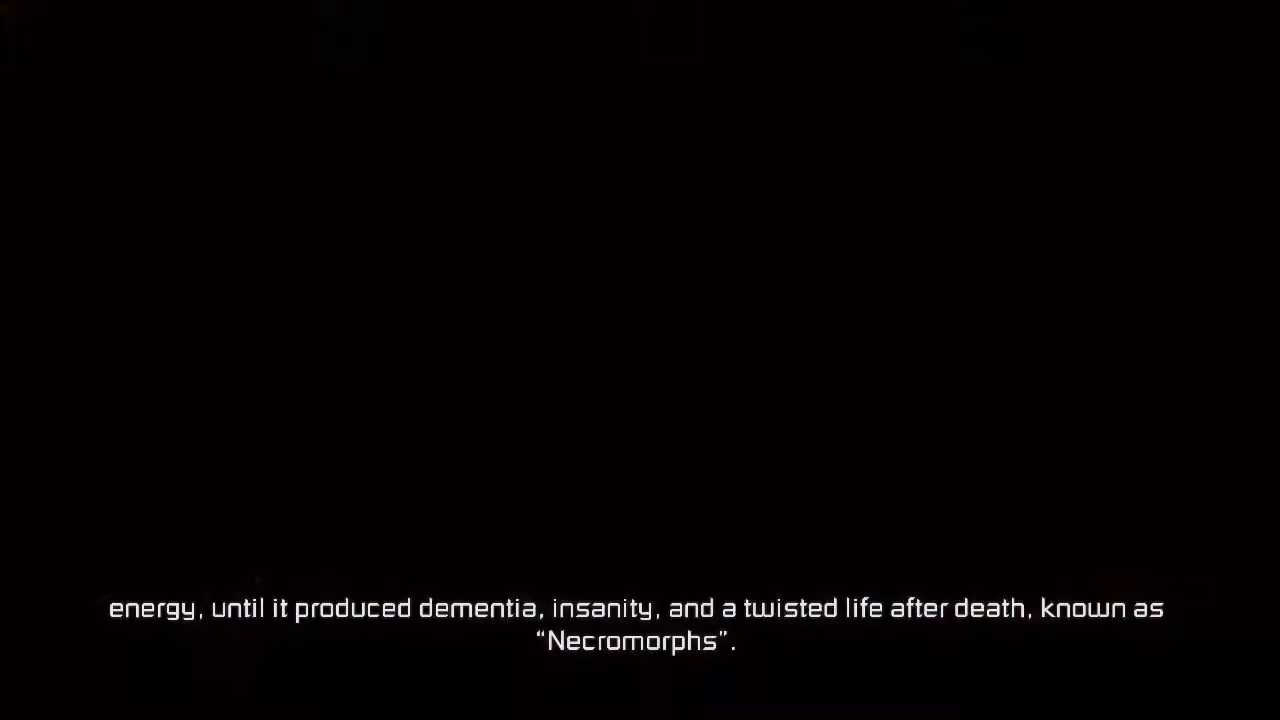 energy, until it produced dementia, insanity, and a twisted life after death, known as
“Necromorphs”.